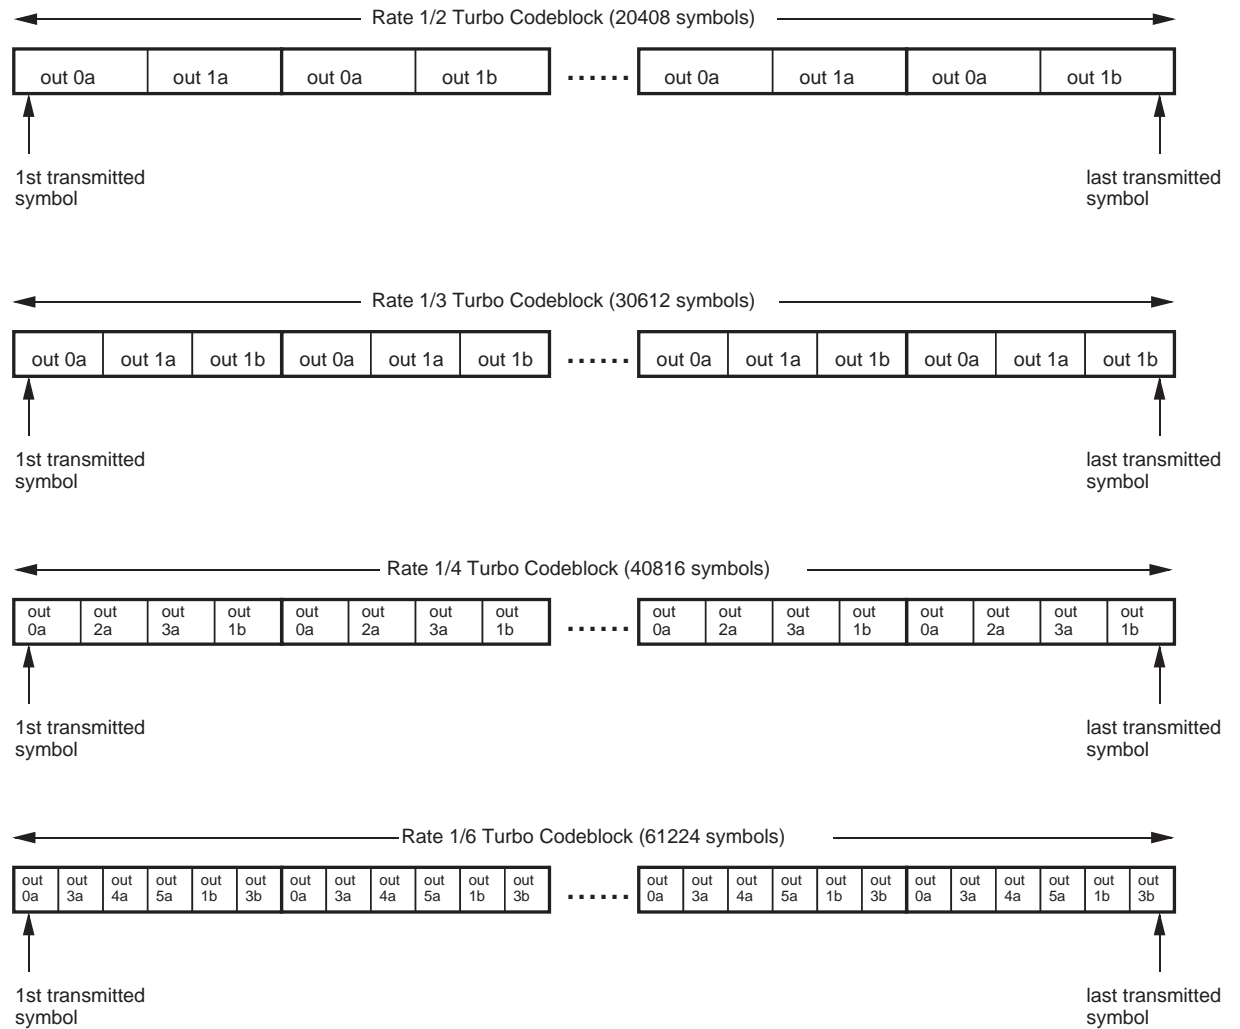 Rate 1/2 Turbo Codeblock (20408 symbols)
out 0a out 1a out 0a out 1b ...... out 0a out 1a out 0a out 1b
1st transmitted
symbol
last transmitted
symbol
Rate 1/3 Turbo Codeblock (30612 symbols)
out 0a out 1a out 1b out 0a out 1a out 1b ...... out 0a out 1a out 1b out 0a out 1a out 1b
1st transmitted
symbol
last transmitted
symbol
Rate 1/4 Turbo Codeblock (40816 symbols)
out out out out out out out out ...... out out out out out out out out
0a 2a 3a 1b 0a 2a 3a 1b 0a 2a 3a 1b 0a 2a 3a 1b
1st transmitted
symbol
last transmitted
symbol
Rate 1/6 Turbo Codeblock (61224 symbols)
out out out out out out out out out out out out ...... out out out out out out out out out out out out
0a 3a 4a 5a 1b 3b 0a 3a 4a 5a 1b 3b 0a 3a 4a 5a 1b 3b 0a 3a 4a 5a 1b 3b
1st transmitted
symbol
last transmitted
symbol